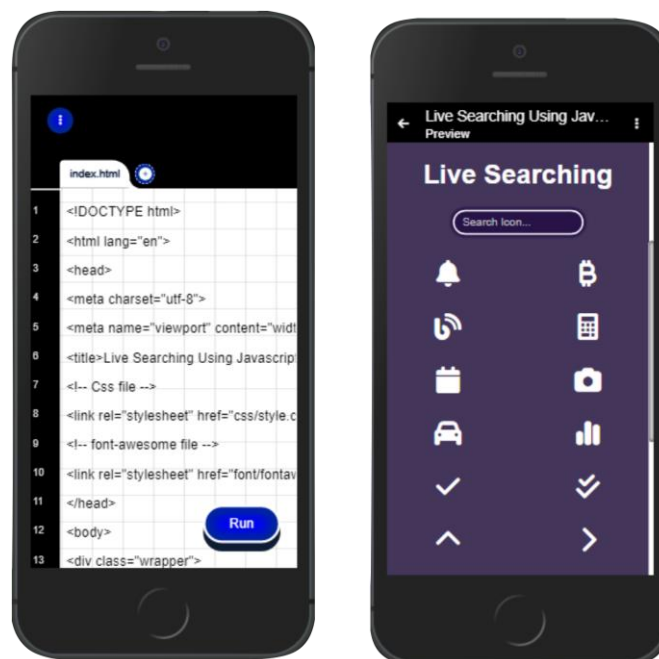 index.html
1 <!DOCTYPE html>
2 <html lang="en">
3 <head>
4 <meta charset="utf-8">
5 <meta name="viewport" content="widt
6 <title>Live Searching Using Javascrip
7 <!-- Css file -->
8 <link rel="stylesheet" href="css/style.c
9 <!-- font-awesome file -->
10 <link rel="stylesheet" href="font/fontav
11 </head>
12 <body>
13 <div class="wrapper">
Run
Live Searching Using Jav...
Preview
Live Searching
Search Icon...